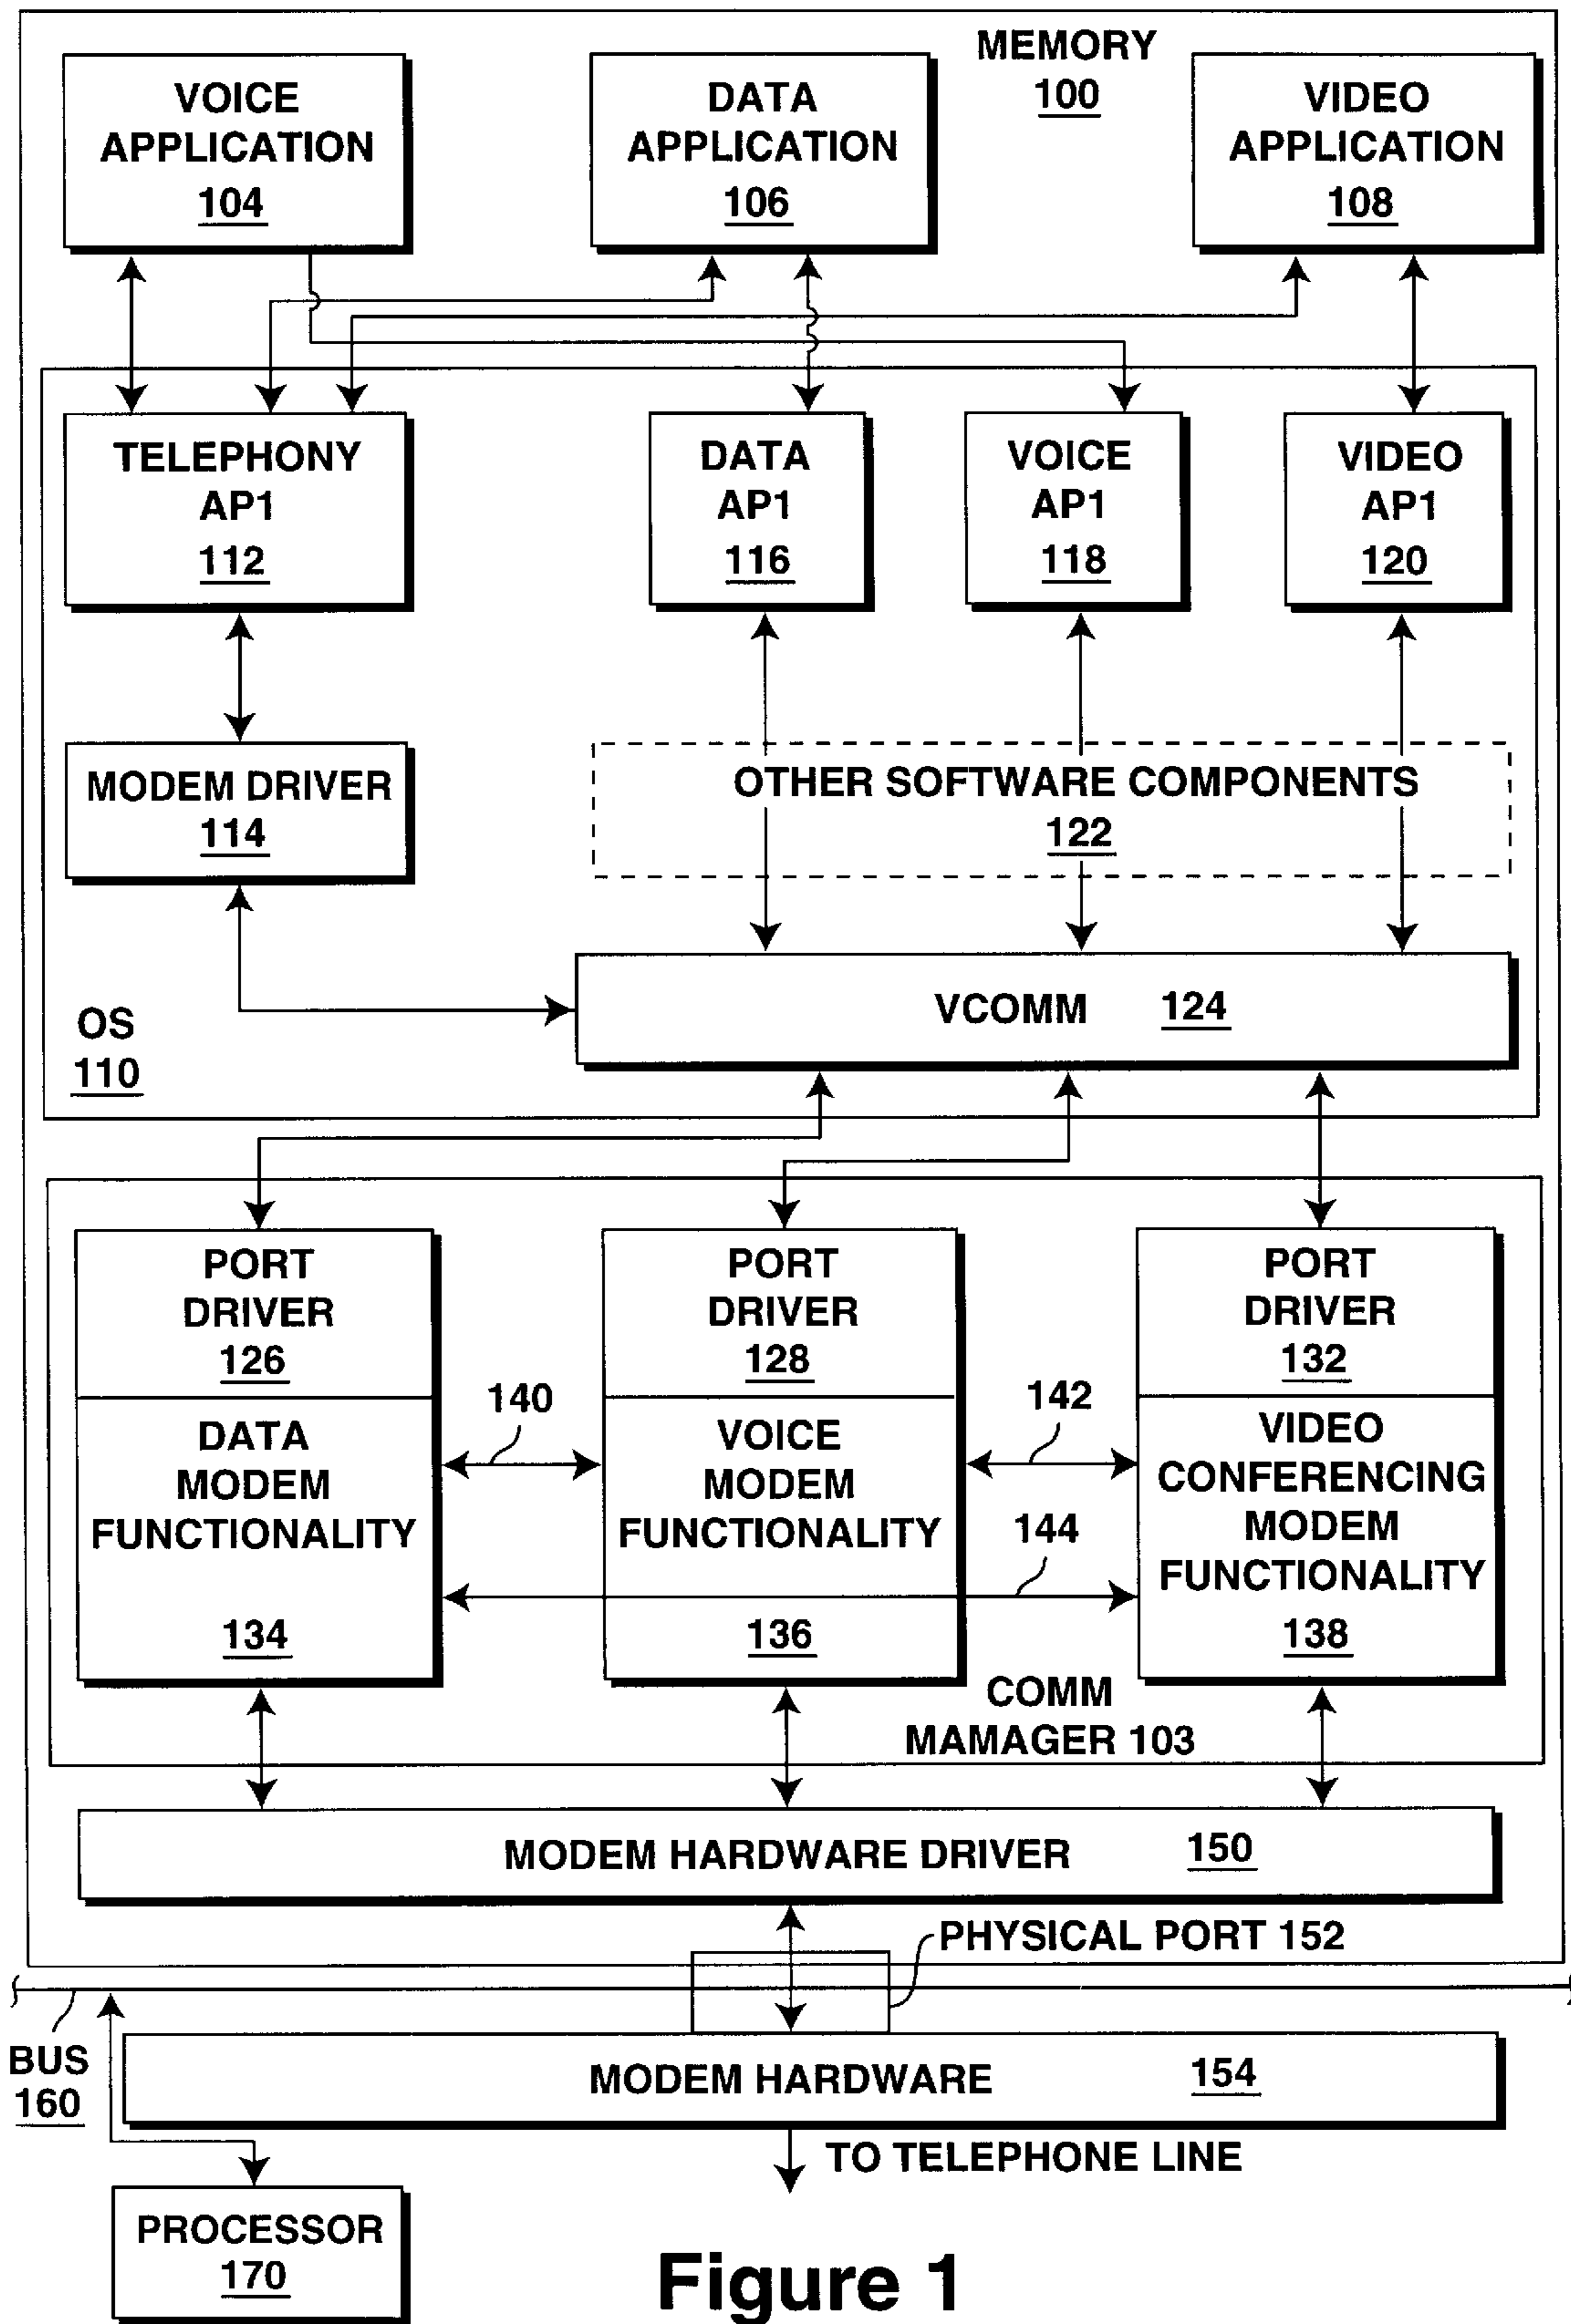 MEMORY
100
VOICE
APPLICATION
104
DATA
APPLICATION
106
VIDEO
APPLICATION
108
TELEPHONY
AP1
112
DATA
AP1
116
VOICE
AP1
118
VIDEO
AP1
120
MODEM DRIVER
114
OTHER SOFTWARE COMPONENTS
122
VCOMM 124
OS
110
PORT
DRIVER
126
DATA
MODEM
FUNCTIONALITY
134
140
PORT
DRIVER
128
VOICE
MODEM
FUNCTIONALITY
136
142
144
PORT
DRIVER
132
VIDEO
CONFERENCING
MODEM
FUNCTIONALITY
138
COMM
MAMAGER 103
MODEM HARDWARE DRIVER 150
PHYSICAL PORT 152
BUS
160
MODEM HARDWARE 154
TO TELEPHONE LINE
PROCESSOR
170
Figure 1